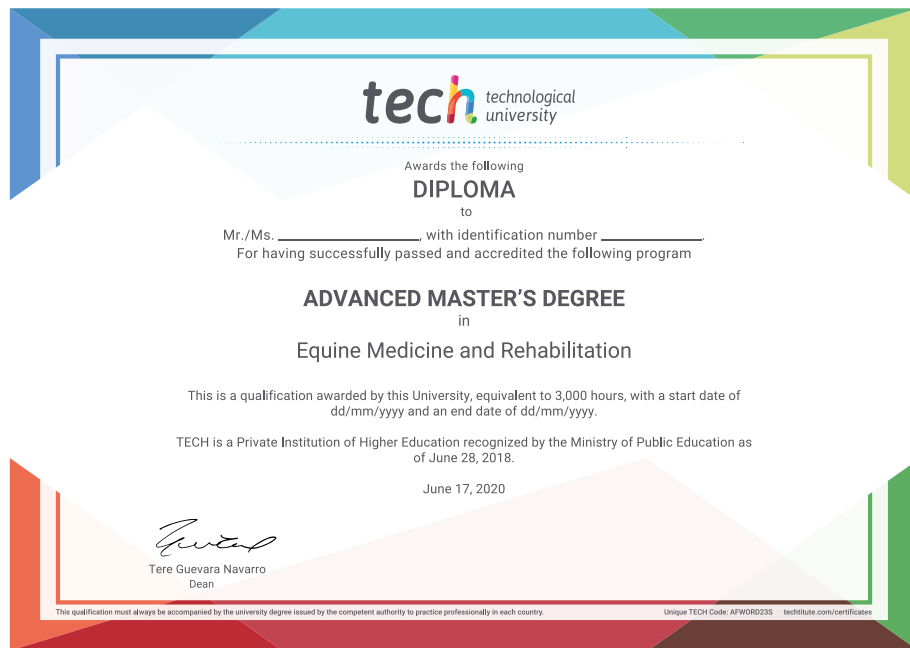 tech technological
university
Awards the following
DIPLOMA
to
Mr./Ms. ____________, with identification number _________.
For having successfully passed and accredited the following program
ADVANCED MASTER'S DEGREE
in
Equine Medicine and Rehabilitation
This is a qualification awarded by this University, equivalent to 3,000 hours, with a start date of
dd/mm/yyyy and an end date of dd/mm/yyyy.
TECH is a Private Institution of Higher Education recognized by the Ministry of Public Education as
of June 28, 2018.
June 17, 2020
Tere Guevara Navarro
Dean
This qualification must always be accompanied by the university degree issued by the competent authority to practice professionally in each country. Unique TECH Code: AFWORD23S techtitute.com/certificates